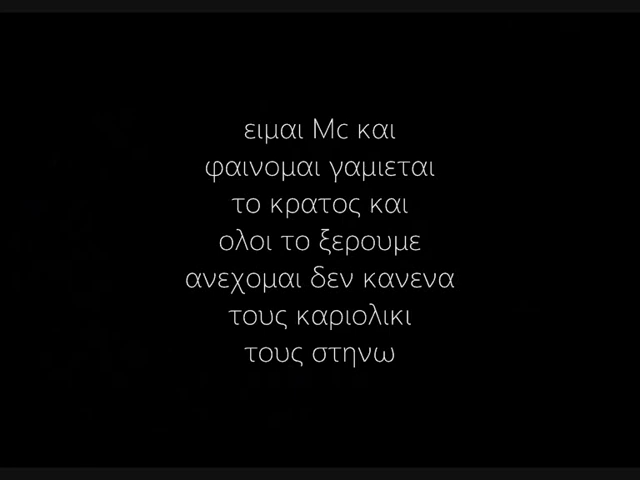 ειμαι Mc και
φαινομαι γαμιεται
το κρατος και
ολοι το ξερουμε
ανεχομαι δεν κανενα
τους καριολικι
τους στηνω